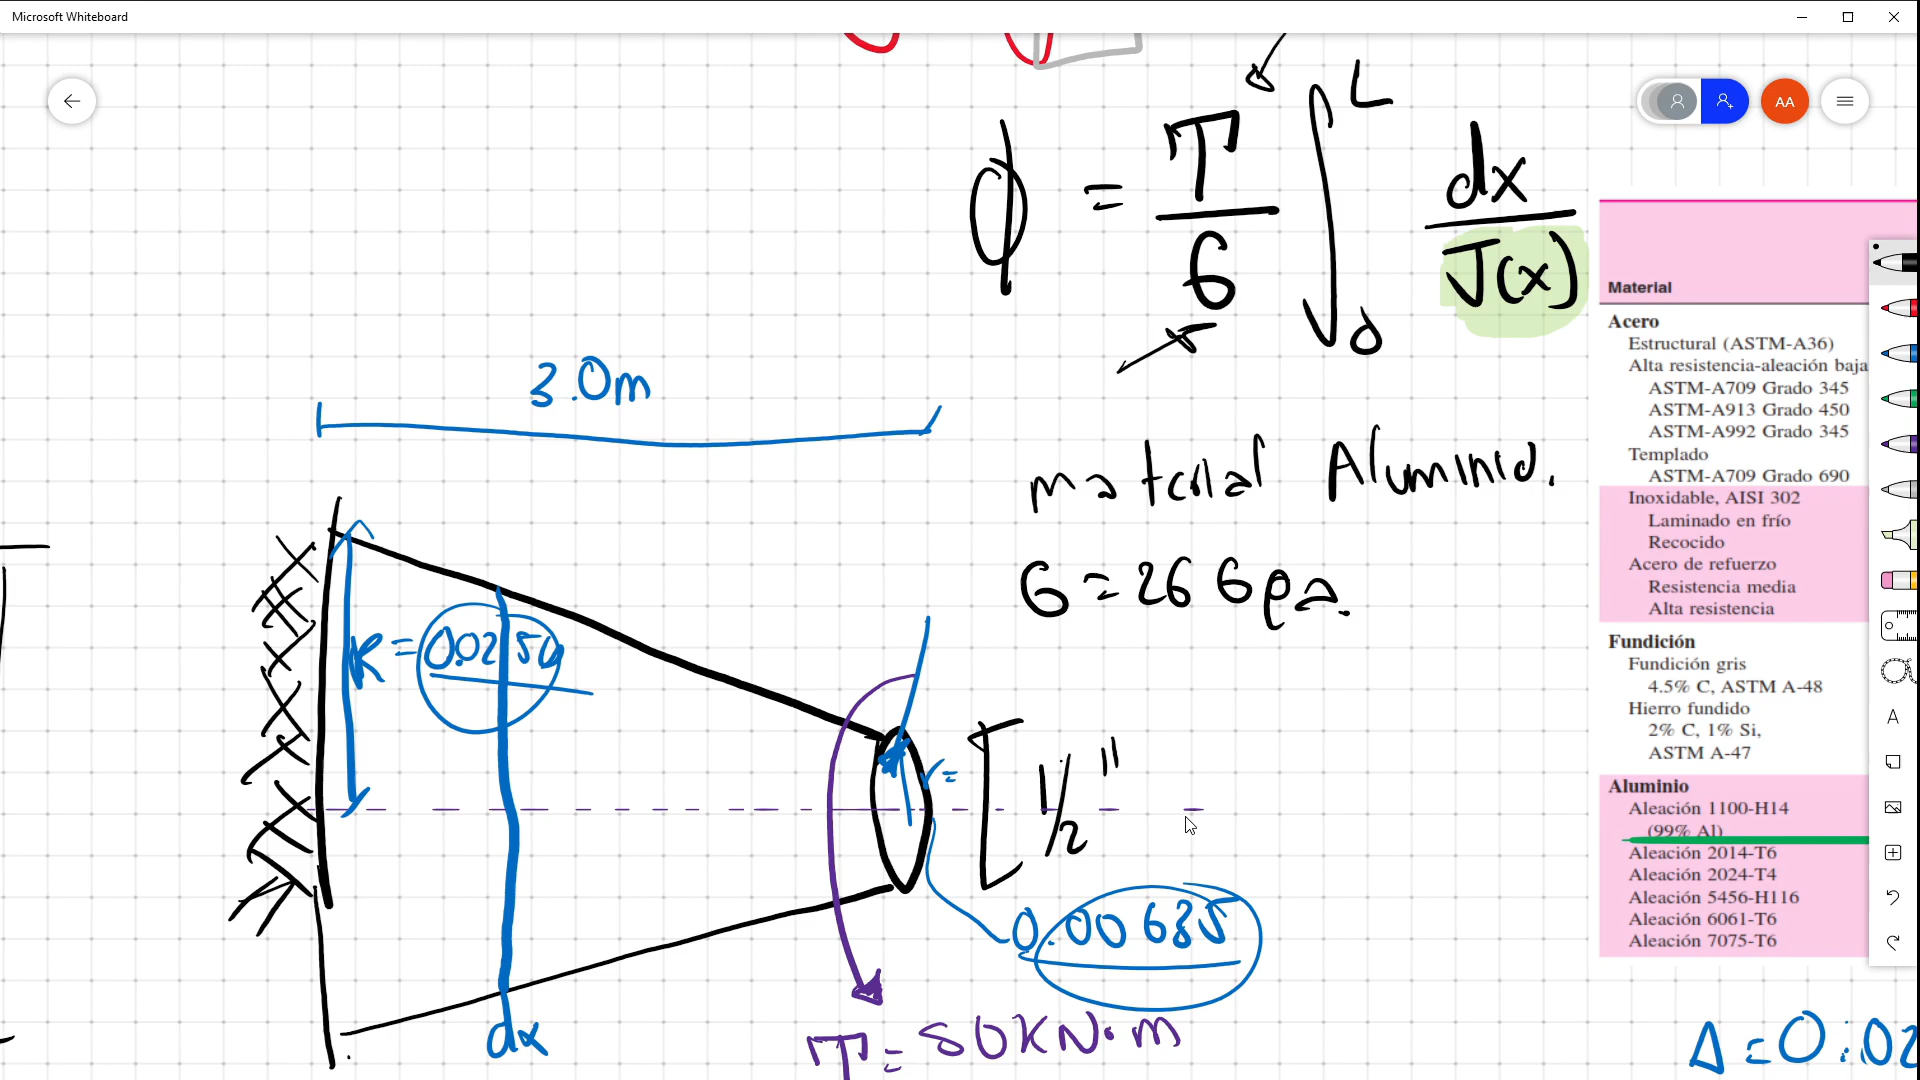 Microsoft Whiteboard
AA
ϕ = T/G ∫₀ᴸ dx/J(x)
3.0m
material Aluminio.
G = 26 Gpa.
R = 0.0254
r =
1/2"
0.00635
dx
T = 80KN·m
Δ = 0.02
Material
Acero
Estructural (ASTM-A36)
Alta resistencia-aleación baja
ASTM-A709 Grado 345
ASTM-A913 Grado 450
ASTM-A992 Grado 345
Templado
ASTM-A709 Grado 690
Inoxidable, AISI 302
Laminado en frío
Recocido
Acero de refuerzo
Resistencia media
Alta resistencia
Fundición
Fundición gris
4.5% C, ASTM A-48
Hierro fundido
2% C, 1% Si,
ASTM A-47
Aluminio
Aleación 1100-H14
(99% Al)
Aleación 2014-T6
Aleación 2024-T4
Aleación 5456-H116
Aleación 6061-T6
Aleación 7075-T6
A